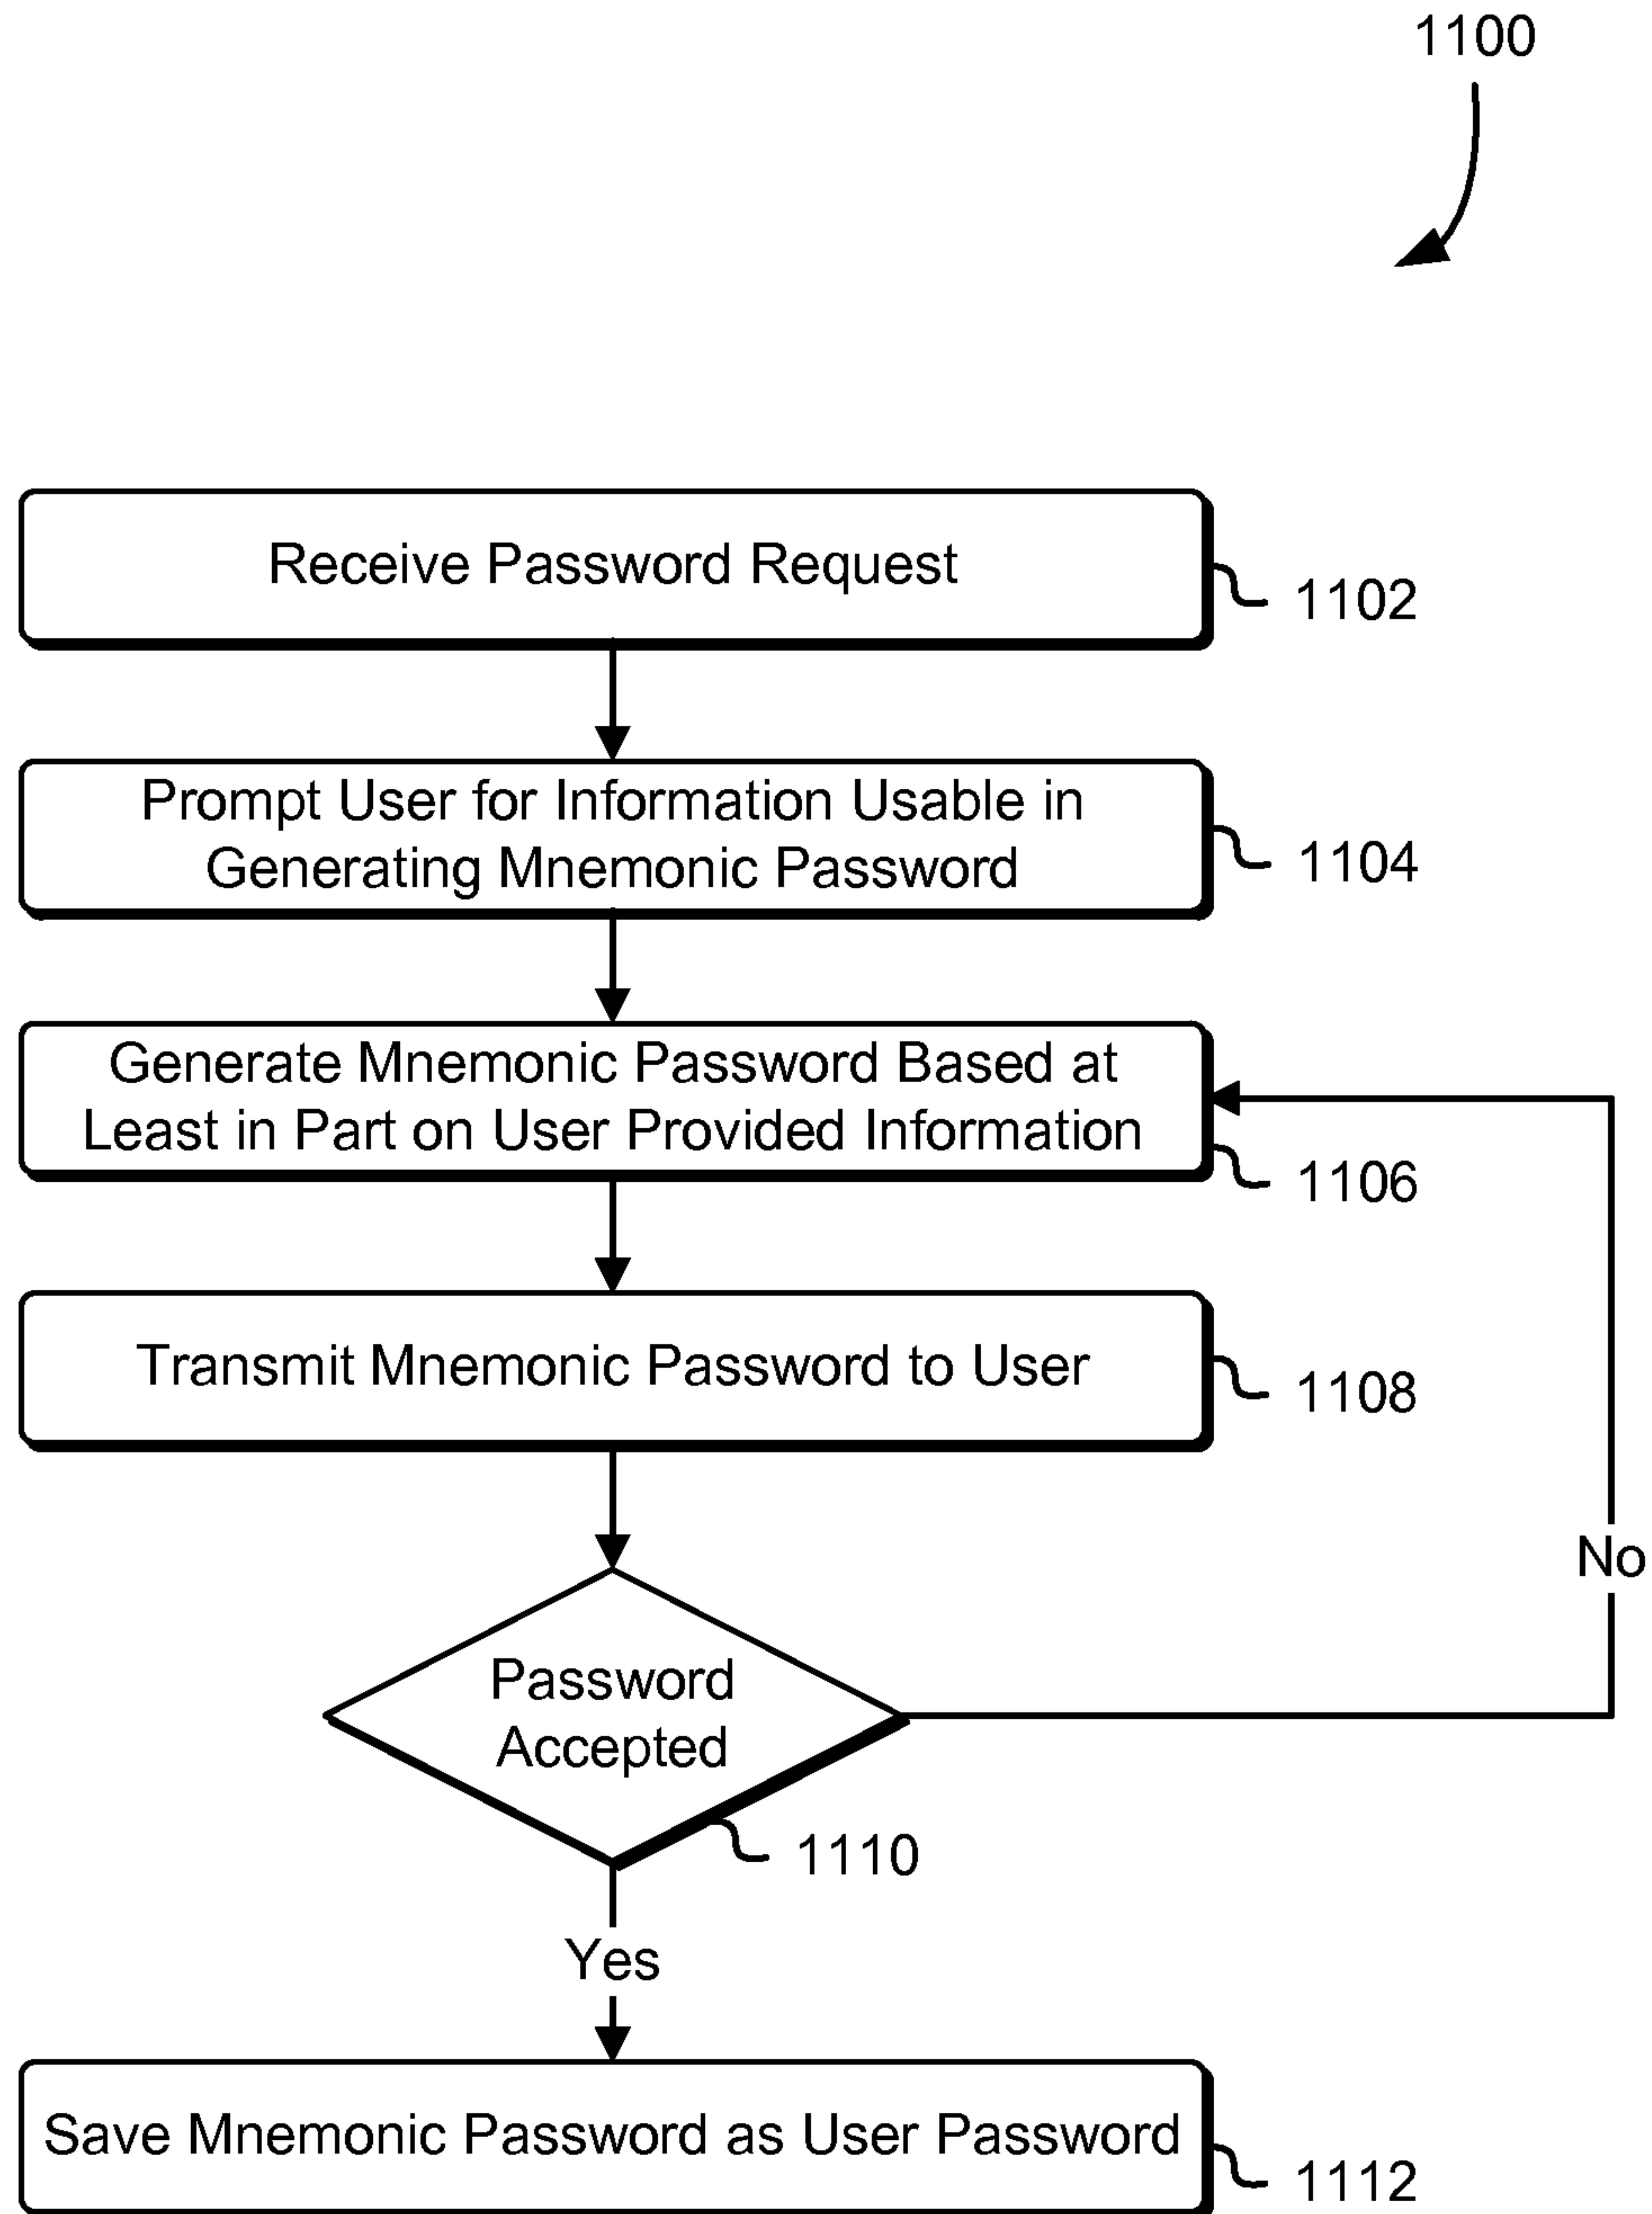 1100
Receive Password Request
1102
Prompt User for Information Usable in
Generating Mnemonic Password
1104
Generate Mnemonic Password Based at
Least in Part on User Provided Information
1106
Transmit Mnemonic Password to User
1108
No
Password
Accepted
1110
Yes
Save Mnemonic Password as User Password
1112